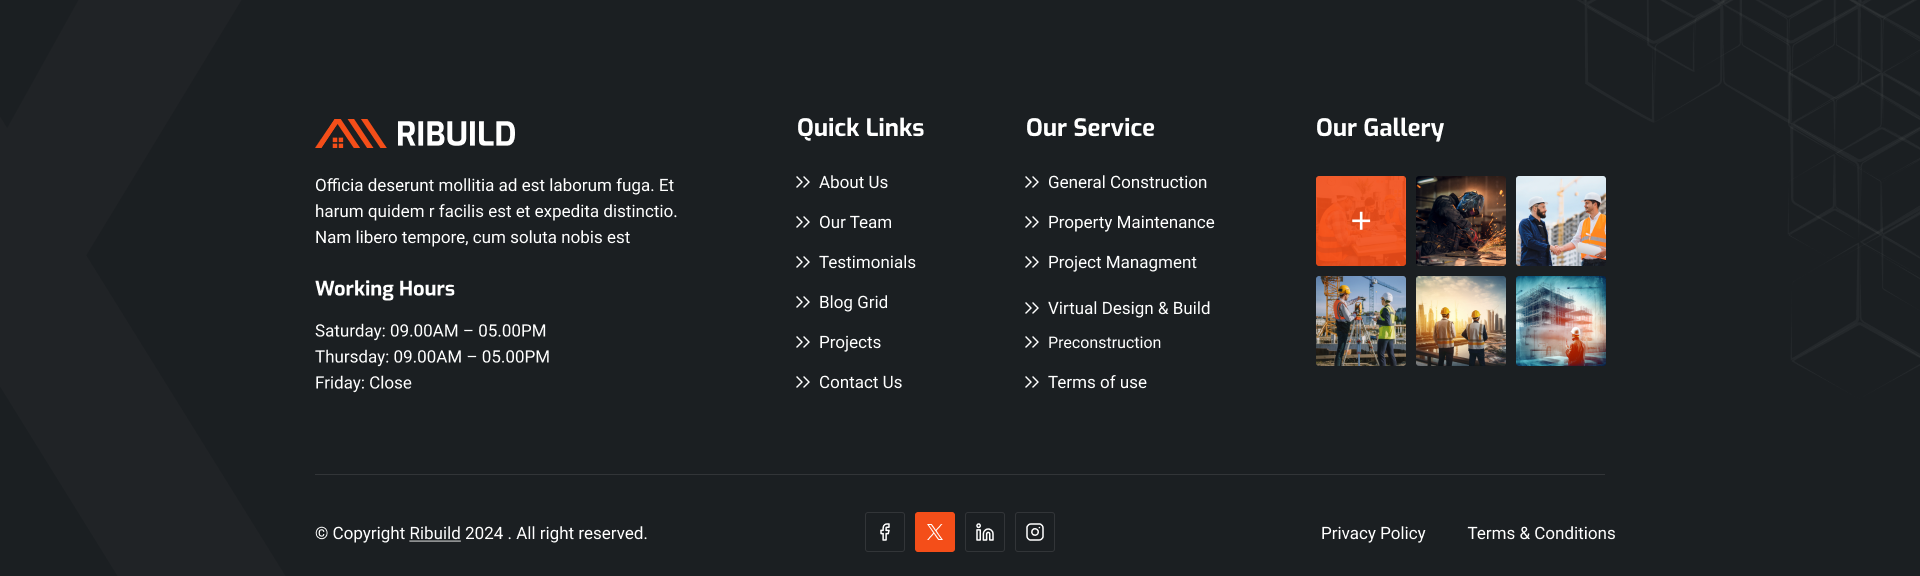 RIBUILD
Officia deserunt mollitia ad est laborum fuga. Et
harum quidem r facilis est et expedita distinctio.
Nam libero tempore, cum soluta nobis est
Working Hours
Saturday: 09.00AM – 05.00PM
Thursday: 09.00AM – 05.00PM
Friday: Close
Quick Links
About Us
Our Team
Testimonials
Blog Grid
Projects
Contact Us
Our Service
General Construction
Property Maintenance
Project Managment
Virtual Design & Build
Preconstruction
Terms of use
Our Gallery
© Copyright Ribuild 2024 . All right reserved.
Privacy Policy
Terms & Conditions